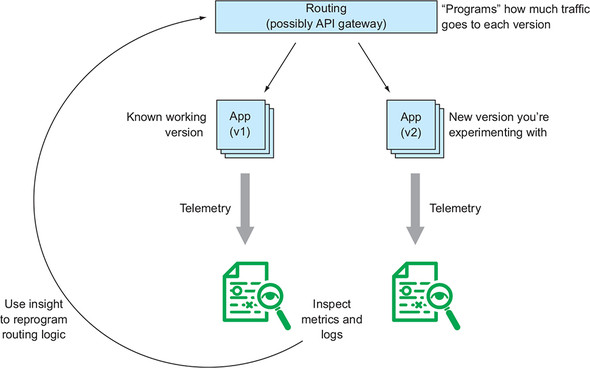 Routing
(possibly API gateway)
“Programs” how much traffic
goes to each version
Known working
version
App
(v1)
App
(v2)
New version you’re
experimenting with
Telemetry
Telemetry
Use insight
to reprogram
routing logic
Inspect
metrics and
logs